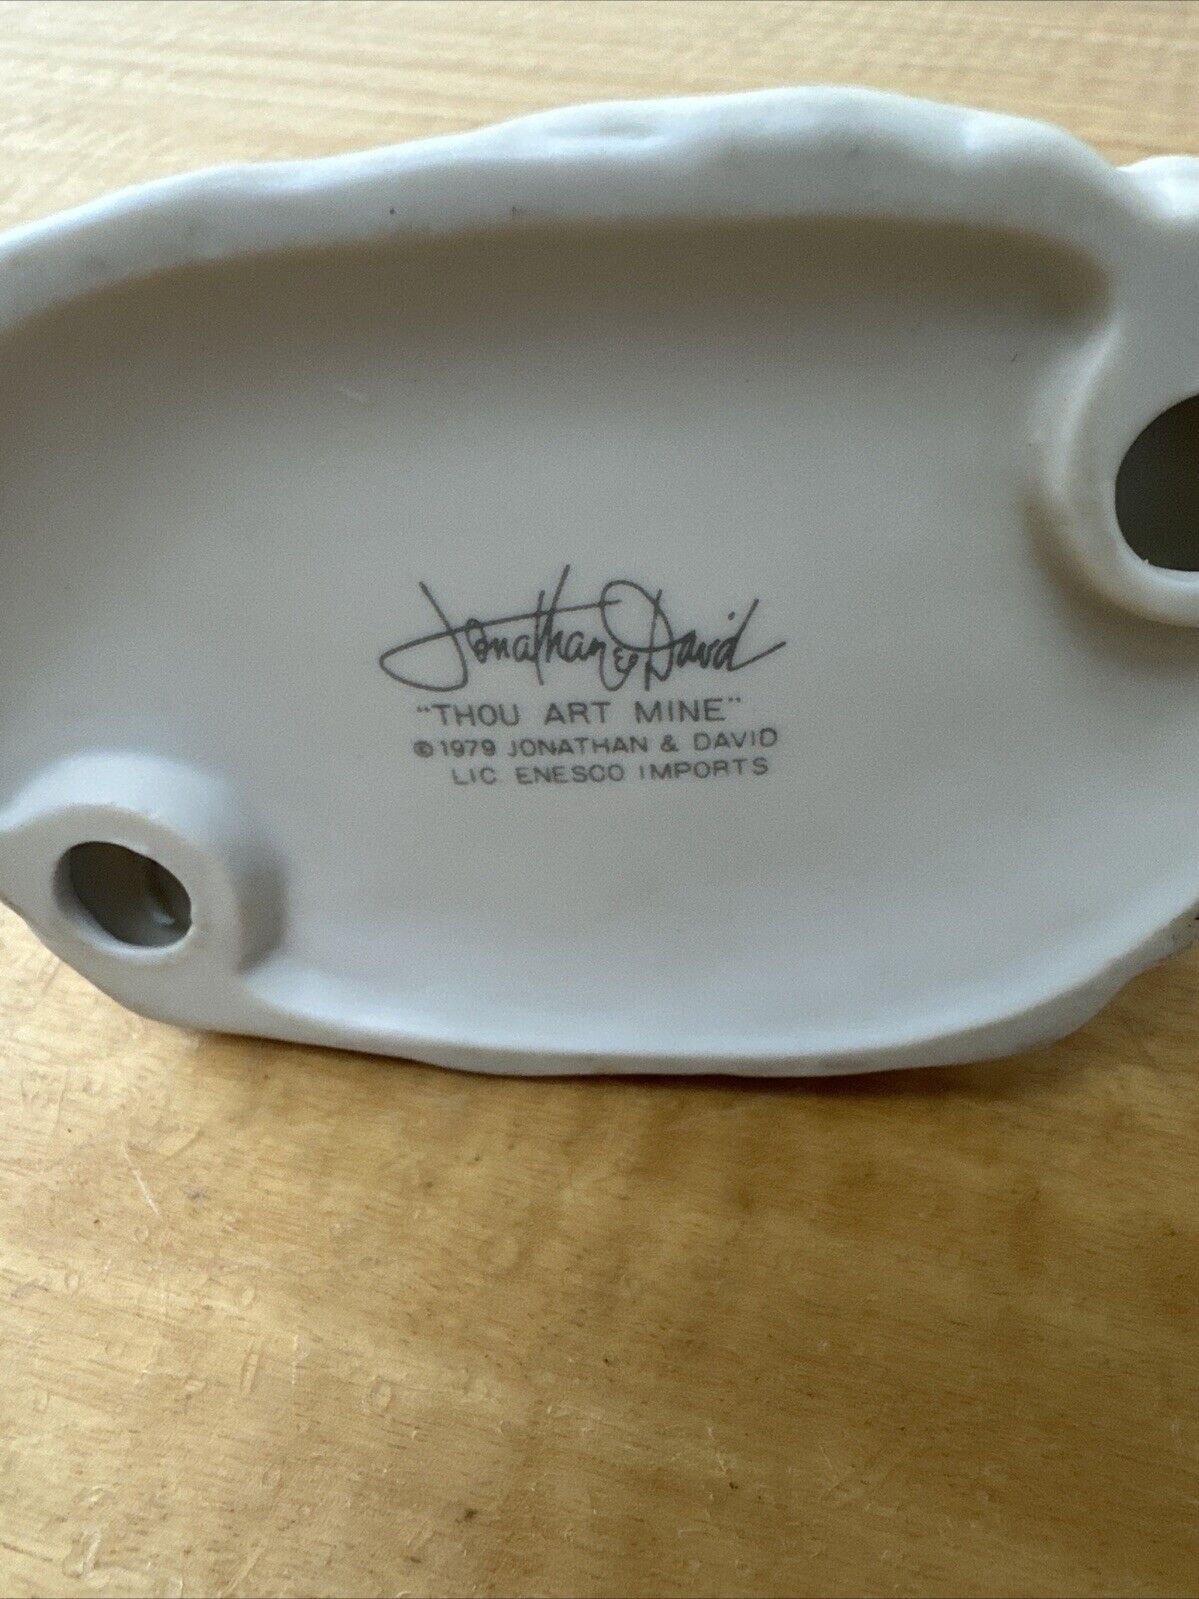 Jonathan & David
"THOU ART MINE"
© 1979 JONATHAN & DAVID
LIC ENESCO IMPORTS